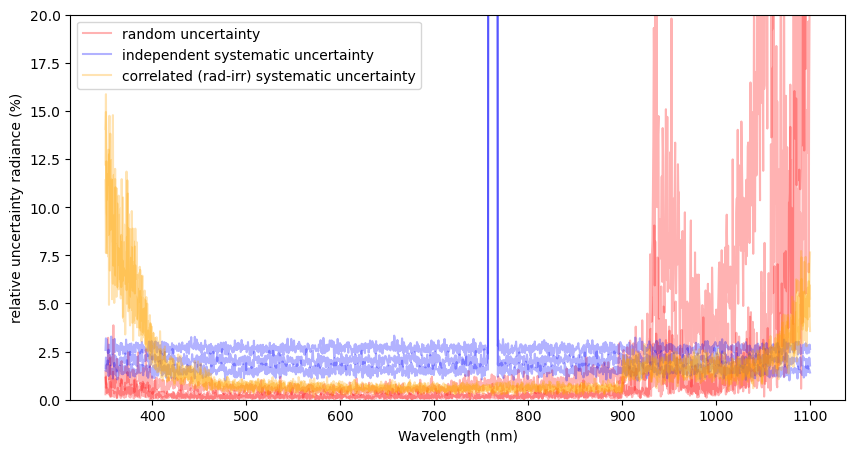 20.0
17.5
15.0
12.5
10.0
7.5
5.0
2.5
0.0
relative uncertainty radiance (%)
random uncertainty
independent systematic uncertainty
correlated (rad-irr) systematic uncertainty
400 500 600 700 800 900 1000 1100
Wavelength (nm)